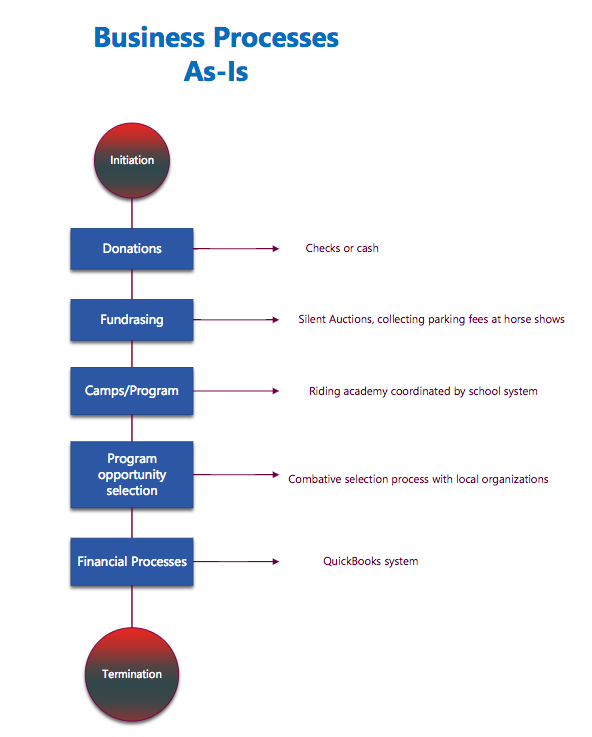 Business Processes
As-Is
Initiation
Donations
Checks or cash
Fundrasing
Silent Auctions, collecting parking fees at horse shows
Camps/Program
Riding academy coordinated by school system
Program
opportunity
selection
Combative selection process with local organizations
Financial Processes
QuickBooks system
Termination